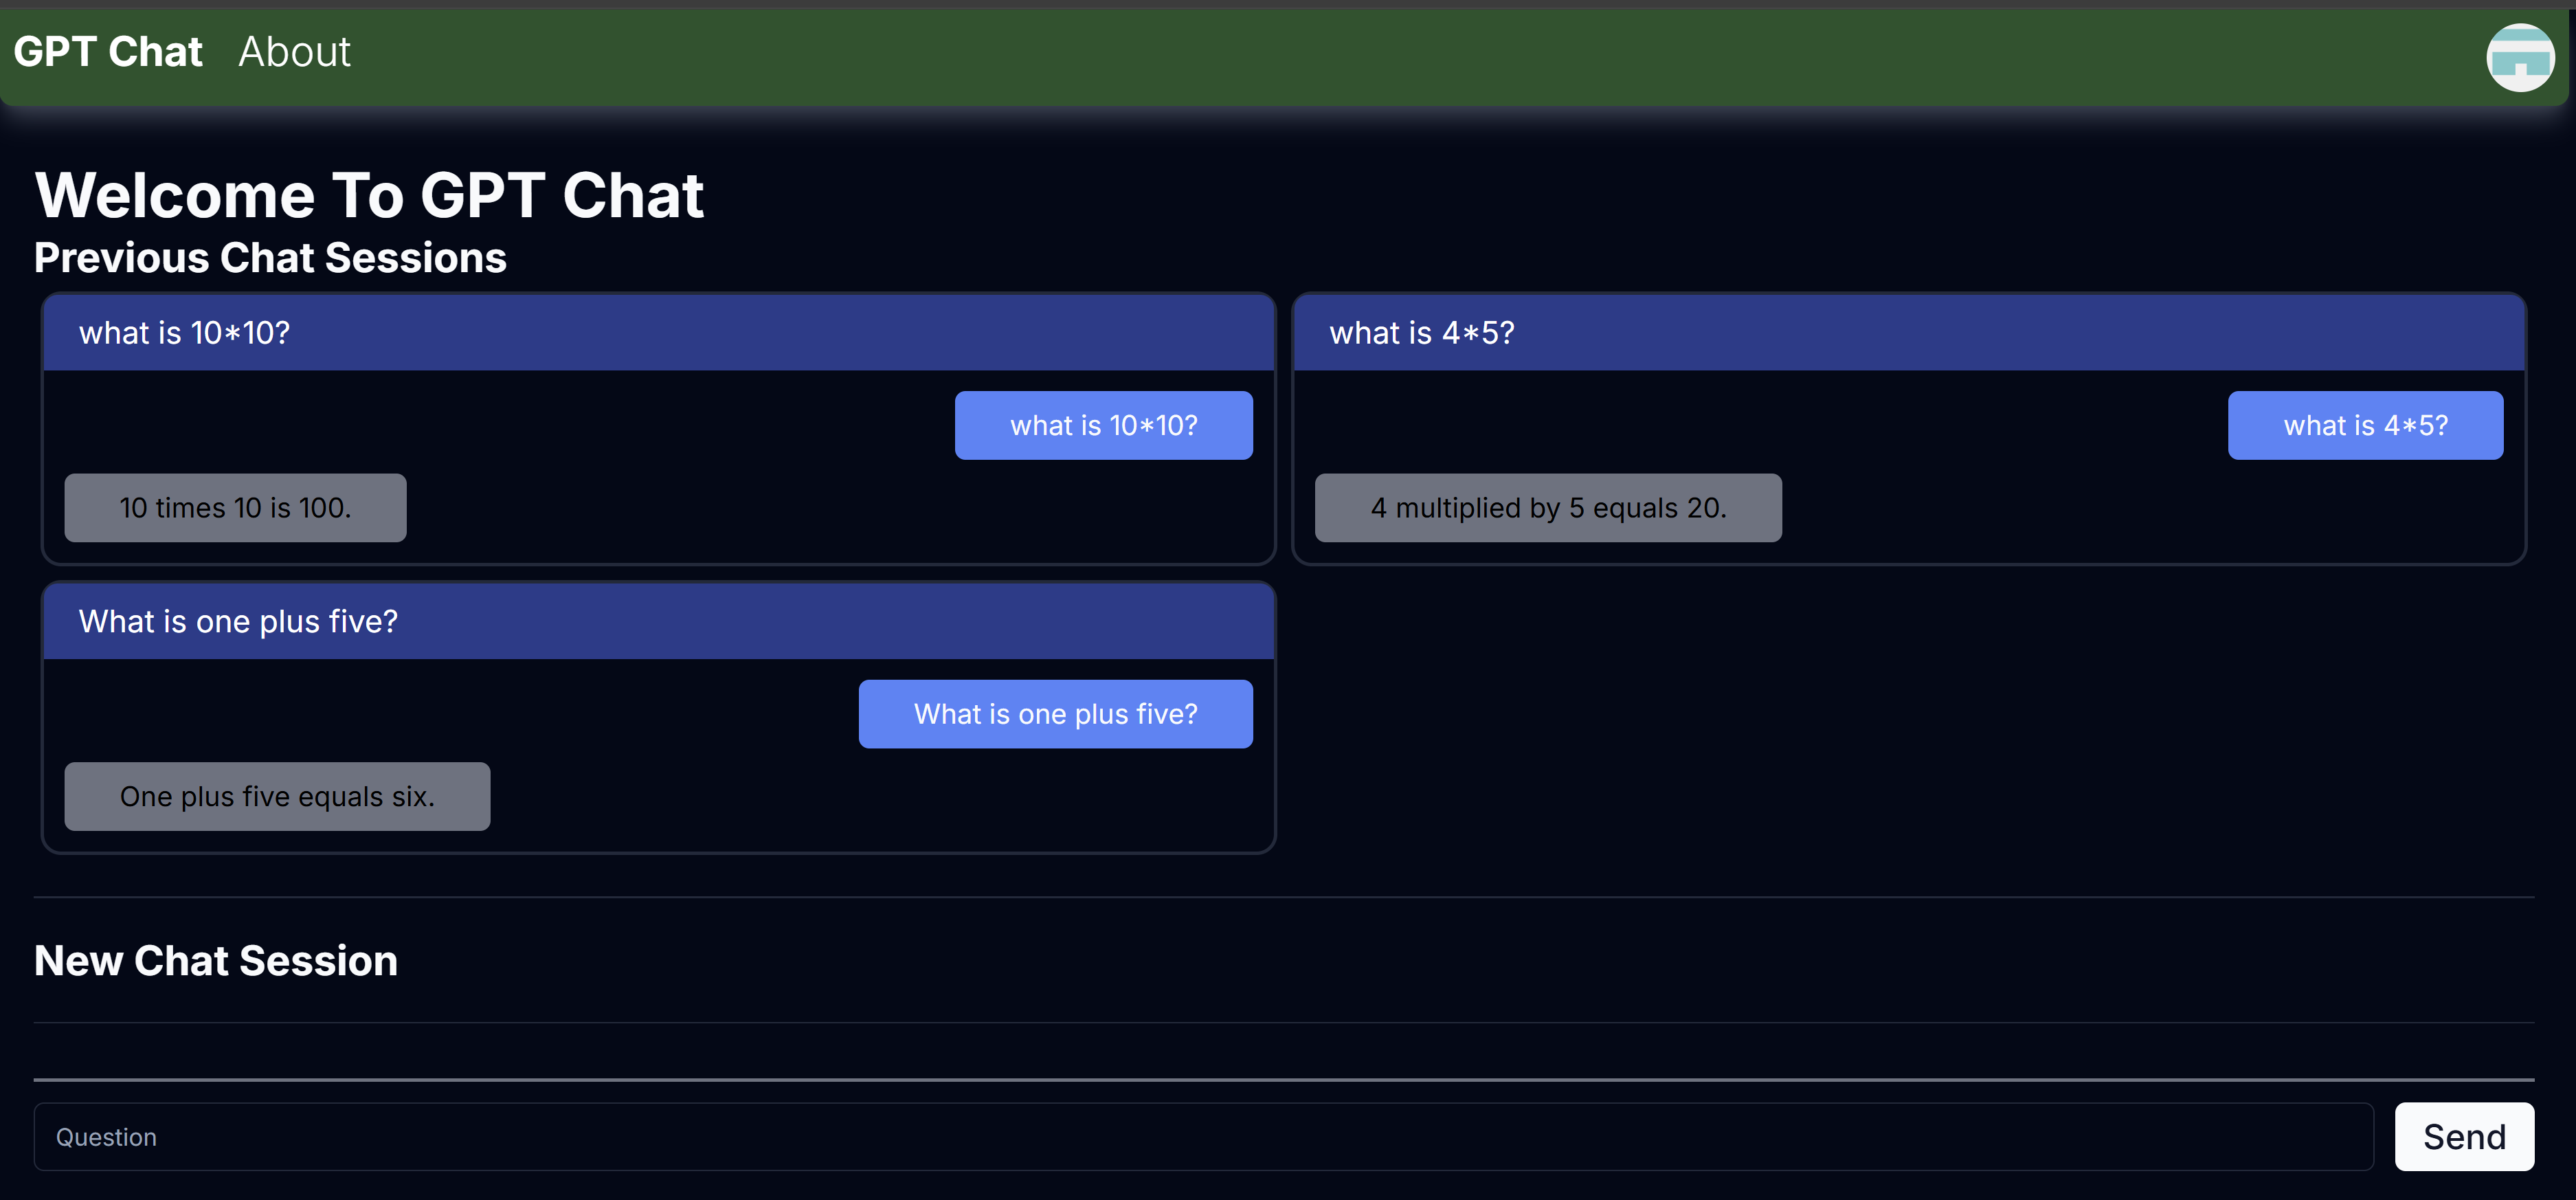 GPT Chat About
Welcome To GPT Chat
Previous Chat Sessions
what is 10*10?
what is 10*10?
10 times 10 is 100.
what is 4*5?
what is 4*5?
4 multiplied by 5 equals 20.
What is one plus five?
What is one plus five?
One plus five equals six.
New Chat Session
Question
Send